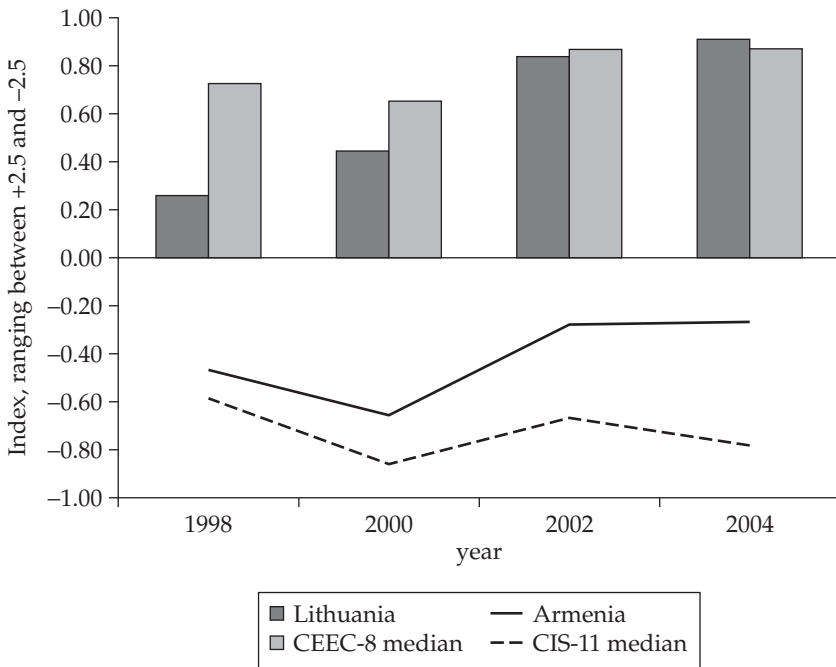 Index, ranging between +2.5 and –2.5
1.00
0.80
0.60
0.40
0.20
0.00
–0.20
–0.40
–0.60
–0.80
–1.00
1998 2000 2002 2004
year
Lithuania Armenia
CEEC-8 median CIS-11 median